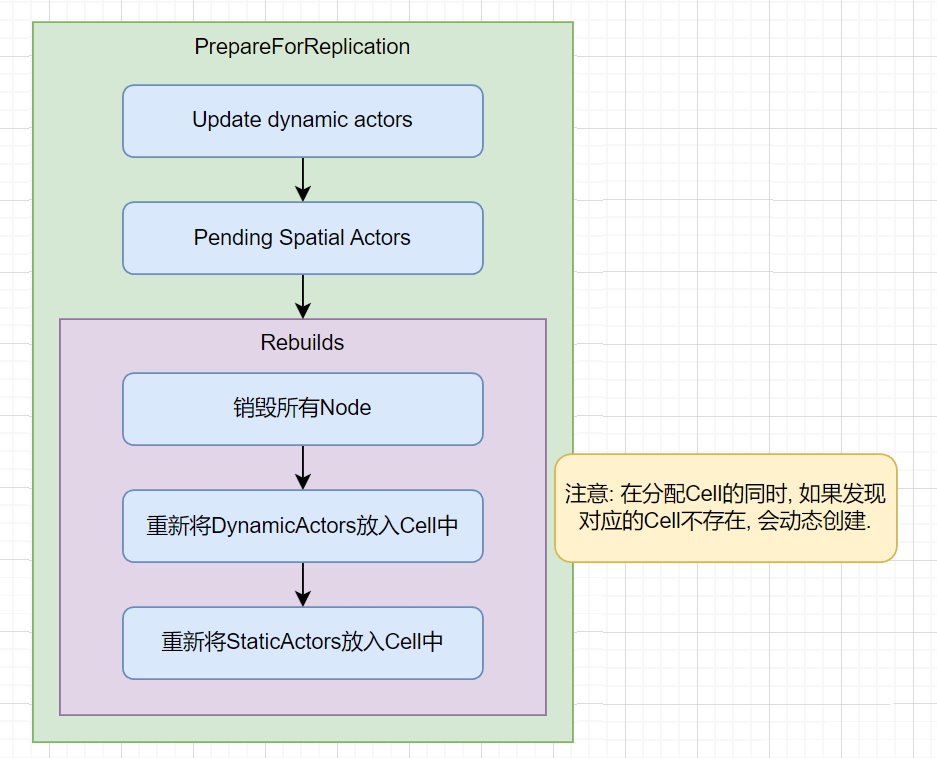 PrepareForReplication
Update dynamic actors
Pending Spatial Actors
Rebuilds
销毁所有Node
重新将DynamicActors放入Cell中
注意: 在分配Cell的同时, 如果发现
对应的Cell不存在, 会动态创建.
重新将StaticActors放入Cell中